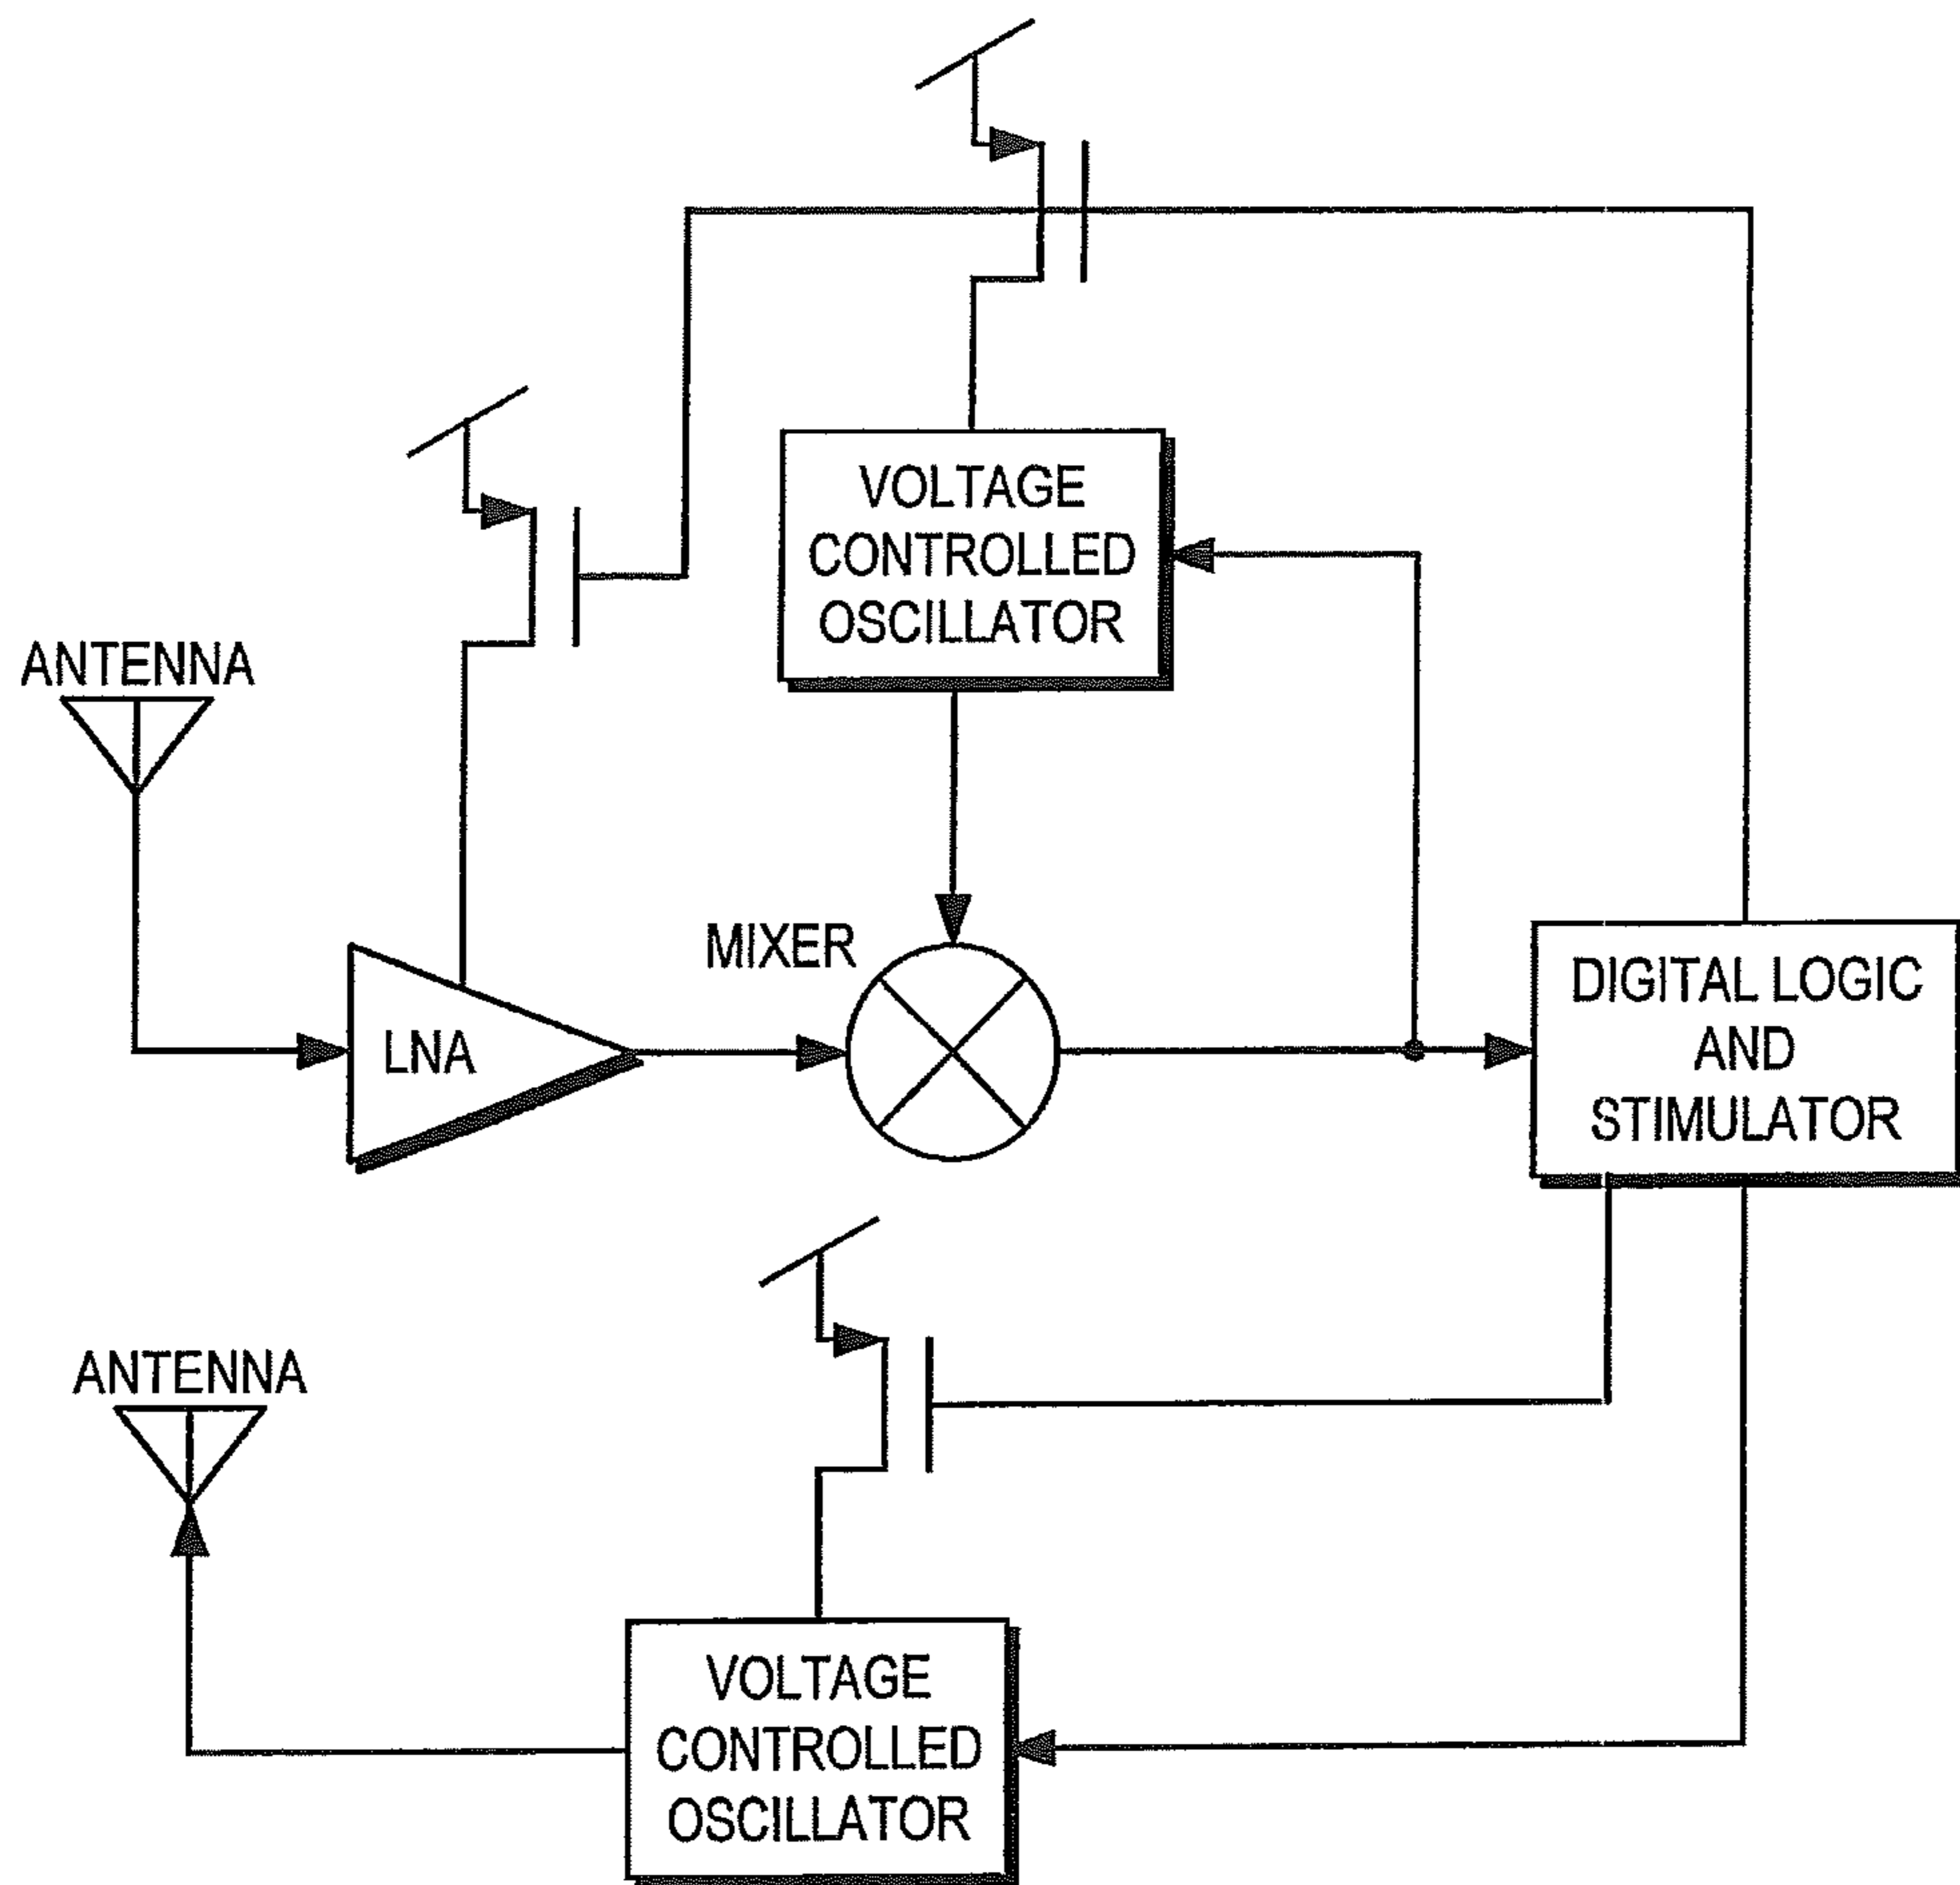 VOLTAGE
CONTROLLED
OSCILLATOR
ANTENNA
MIXER
LNA
DIGITAL LOGIC
AND
STIMULATOR
ANTENNA
VOLTAGE
CONTROLLED
OSCILLATOR